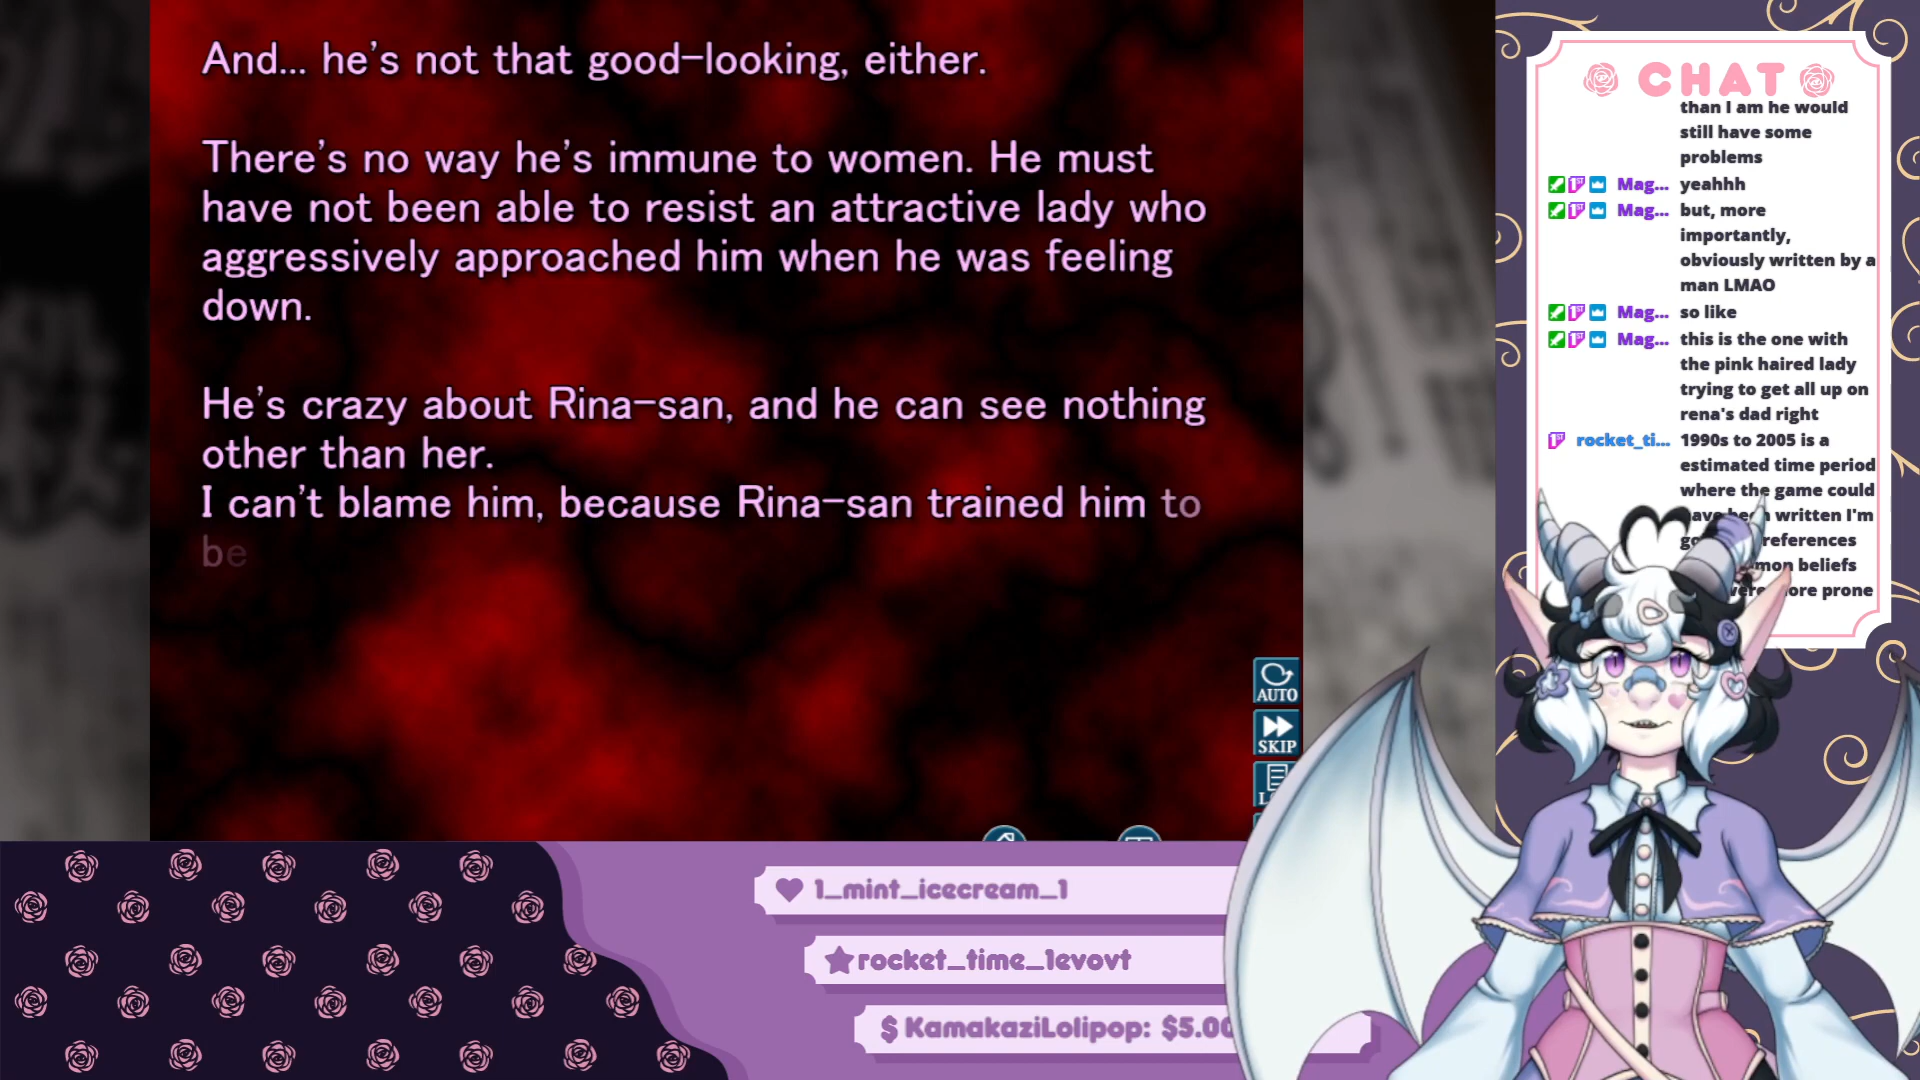 And... he's not that good-looking, either.
There's no way he's immune to women. He must
have not been able to resist an attractive lady who
aggressively approached him when he was feeling
down.
He's crazy about Rina-san, and he can see nothing
other than her.
I can't blame him, because Rina-san trained him to
be
AUTO
SKIP
CHAT
than I am he would
still have some
problems
Mag... yeahhh
Mag... but, more
importantly,
obviously written by a
man LMAO
Mag... so like
Mag... this is the one with
the pink haired lady
trying to get all up on
rena's dad right
rocket_ti... 1990s to 2005 is a
estimated time period
where the game could
written I'm
references
beliefs
prone
1_mint_icecream_1
rocket_time_1evovt
$ KamakaziLolipop: $5.00